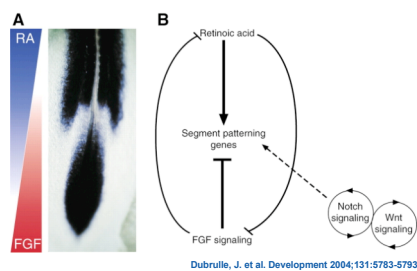 A
RA
FGF
B
Retinoic acid
Segment patterning
genes
FGF signaling
Notch
signaling
Wnt
signaling
Dubrulle, J. et al. Development 2004;131:5783-5793